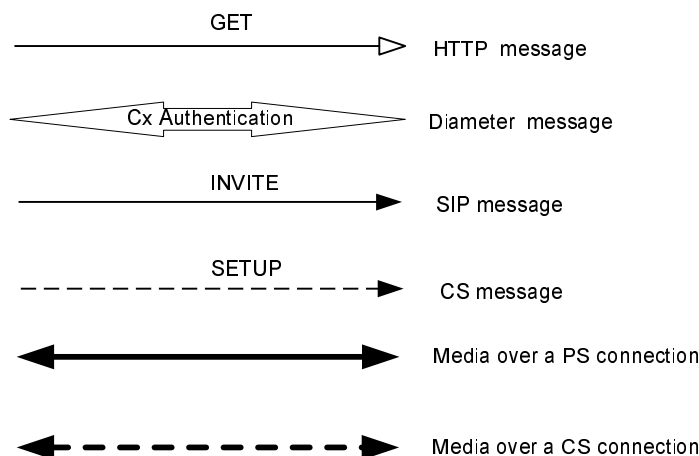 GET
HTTP message
Cx Authentication
Diameter message
INVITE
SIP message
SETUP
CS message
Media over a PS connection
Media over a CS connection